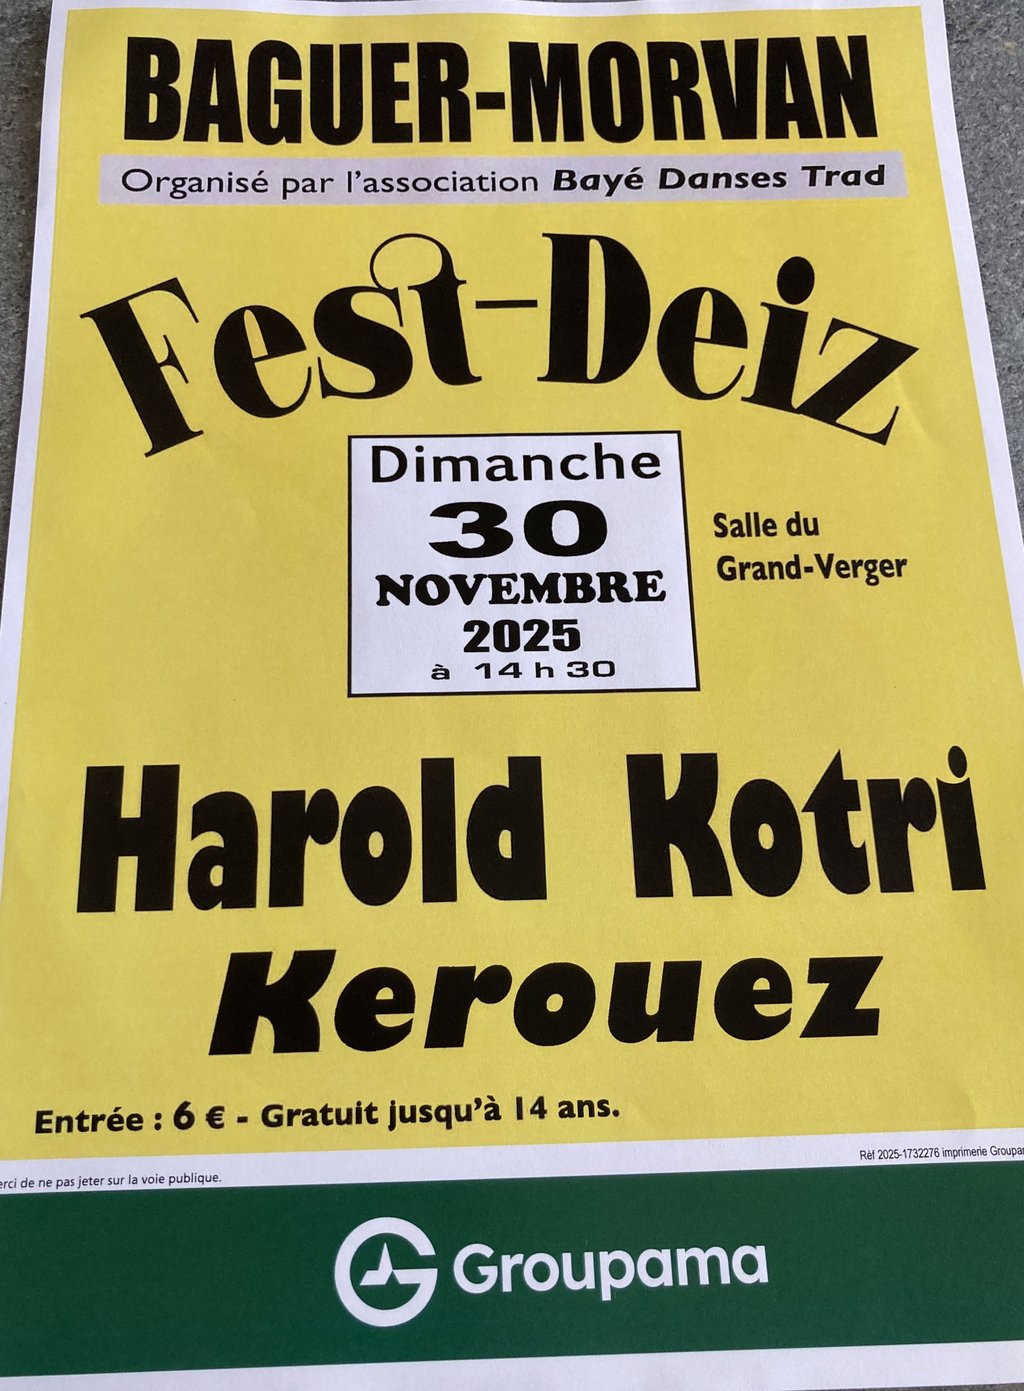 BAGUER-MORVAN
Organisé par l'association Bayé Danses Trad
Fest-Deiz
Dimanche
30
NOVEMBRE
2025
à 14 h 30
Salle du
Grand-Verger
Harold Kotri
Kerouez
Entrée : 6 € - Gratuit jusqu'à 14 ans.
Réf 2025-1732276 imprimerie
de ne pas jeter sur la voie publique.
Groupama